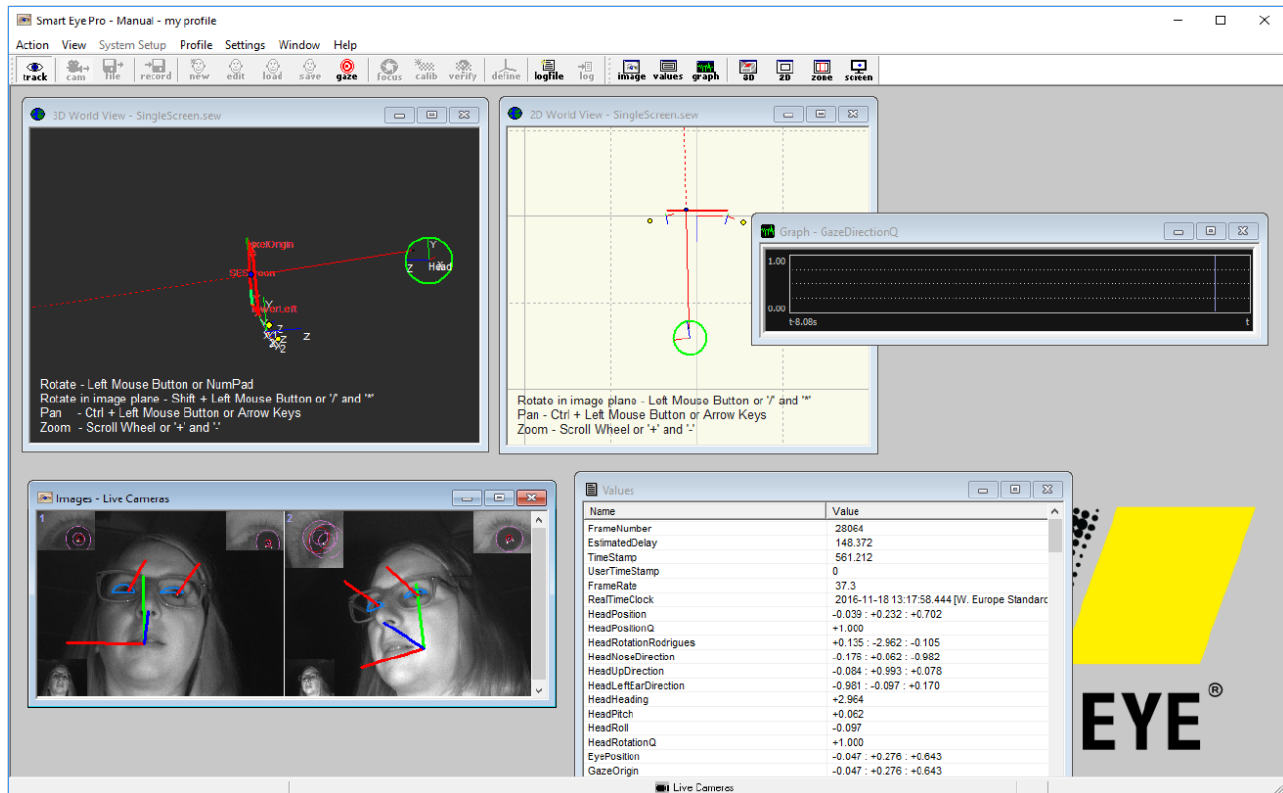 Smart Eye Pro - Manual - my profile
Action View System Setup Profile Settings Window Help
track cam file record new edit load save gaze focus calib verify define logfile log image values graph 3D 2D zone screen
3D World View - SingleScreen.sew
Y
Z
Head
Y
Z
Z
Z
2
Rotate - Left Mouse Button or NumPad
Rotate in image plane - Shift + Left Mouse Button or '/' and '*'
Pan - Ctrl + Left Mouse Button or Arrow Keys
Zoom - Scroll Wheel or '+' and '-'
2D World View - SingleScreen.sew
Rotate in image plane - Left Mouse Button or '/' and '*'
Pan - Ctrl + Left Mouse Button or Arrow Keys
Zoom - Scroll Wheel or '+' and '-'
Graph - GazeDirectionQ
1.00
0.00
t-8.08s t
Images - Live Cameras
1 2
Values
Name Value
FrameNumber 28064
EstimatedDelay 148.372
TimeStamp 561.212
UserTimeStamp 0
FrameRate 37.3
RealTimeClock 2016-11-18 13:17:58.444 [W. Europe Standard
HeadPosition -0.039 : +0.232 : +0.702
HeadPositionQ +1.000
HeadRotationRodrigues +0.135 : -2.962 : -0.105
HeadNoseDirection -0.176 : +0.062 : -0.982
HeadUpDirection -0.084 : +0.993 : +0.078
HeadLeftEarDirection -0.981 : -0.097 : +0.170
HeadHeading +2.964
HeadPitch +0.062
HeadRoll -0.097
HeadRotationQ +1.000
EyePosition -0.047 : +0.276 : +0.643
GazeOrigin -0.047 : +0.276 : +0.643
EYE®
Live Cameras